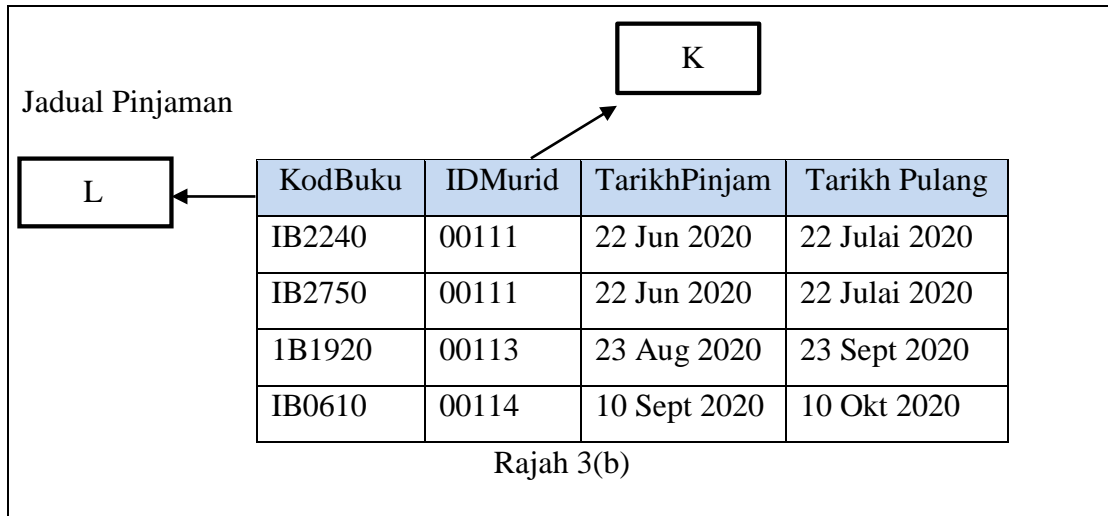 K
Jadual Pinjaman
L
KodBuku IDMurid TarikhPinjam Tarikh Pulang
IB2240 00111 22 Jun 2020 22 Julai 2020
IB2750 00111 22 Jun 2020 22 Julai 2020
1B1920 00113 23 Aug 2020 23 Sept 2020
IB0610 00114 10 Sept 2020 10 Okt 2020
Rajah 3(b)